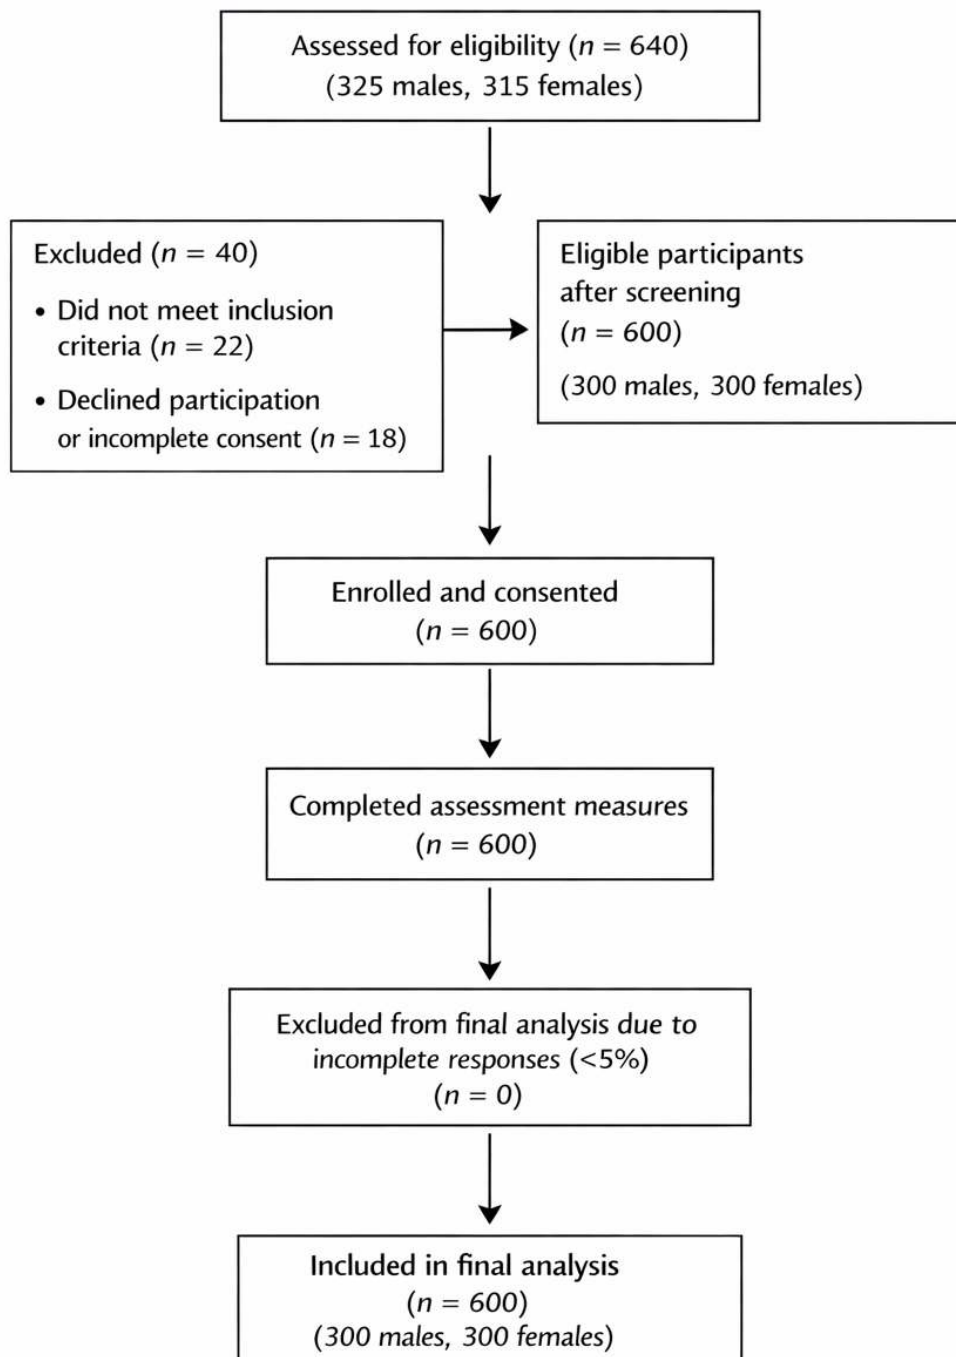 Assessed for eligibility (n = 640)
(325 males, 315 females)
Excluded (n = 40)
• Did not meet inclusion
criteria (n = 22)
• Declined participation
or incomplete consent (n = 18)
Eligible participants
after screening
(n = 600)
(300 males, 300 females)
Enrolled and consented
(n = 600)
Completed assessment measures
(n = 600)
Excluded from final analysis due to
incomplete responses (<5%)
(n = 0)
Included in final analysis
(n = 600)
(300 males, 300 females)